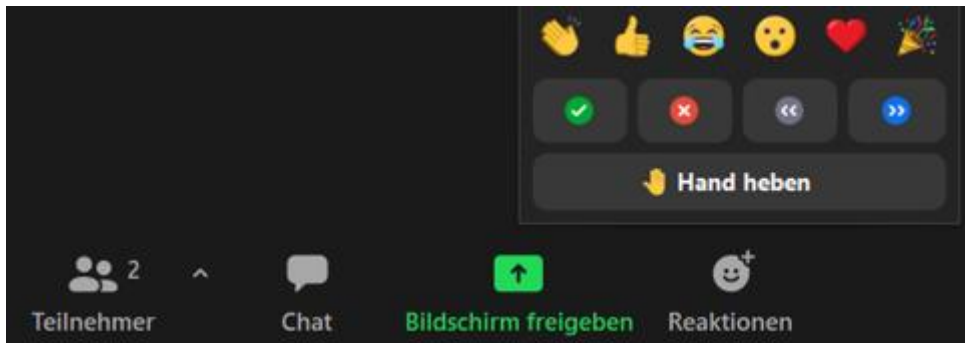 Hand heben
2
Teilnehmer
Chat
Bildschirm freigeben
Reaktionen